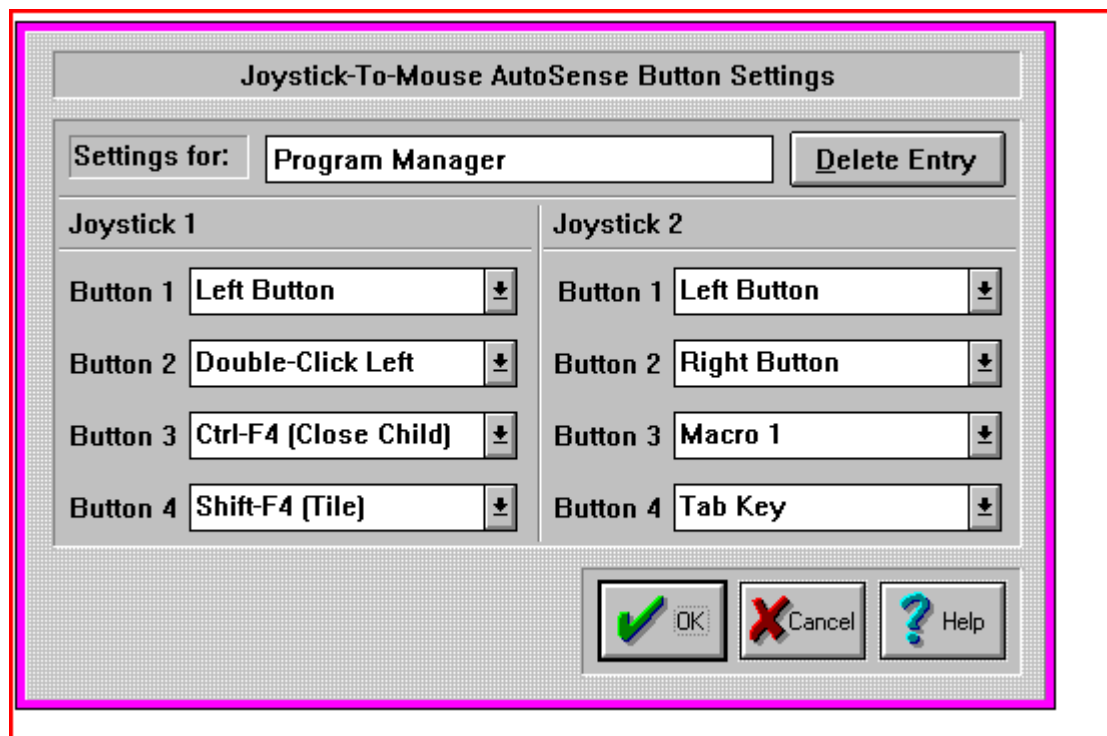 Joystick-To-Mouse AutoSense Button Settings
Settings for: Program Manager Delete Entry
Joystick 1 Joystick 2
Button 1 Left Button Button 1 Left Button
Button 2 Double-Click Left Button 2 Right Button
Button 3 Ctrl-F4 (Close Child) Button 3 Macro 1
Button 4 Shift-F4 (Tile) Button 4 Tab Key
OK Cancel Help